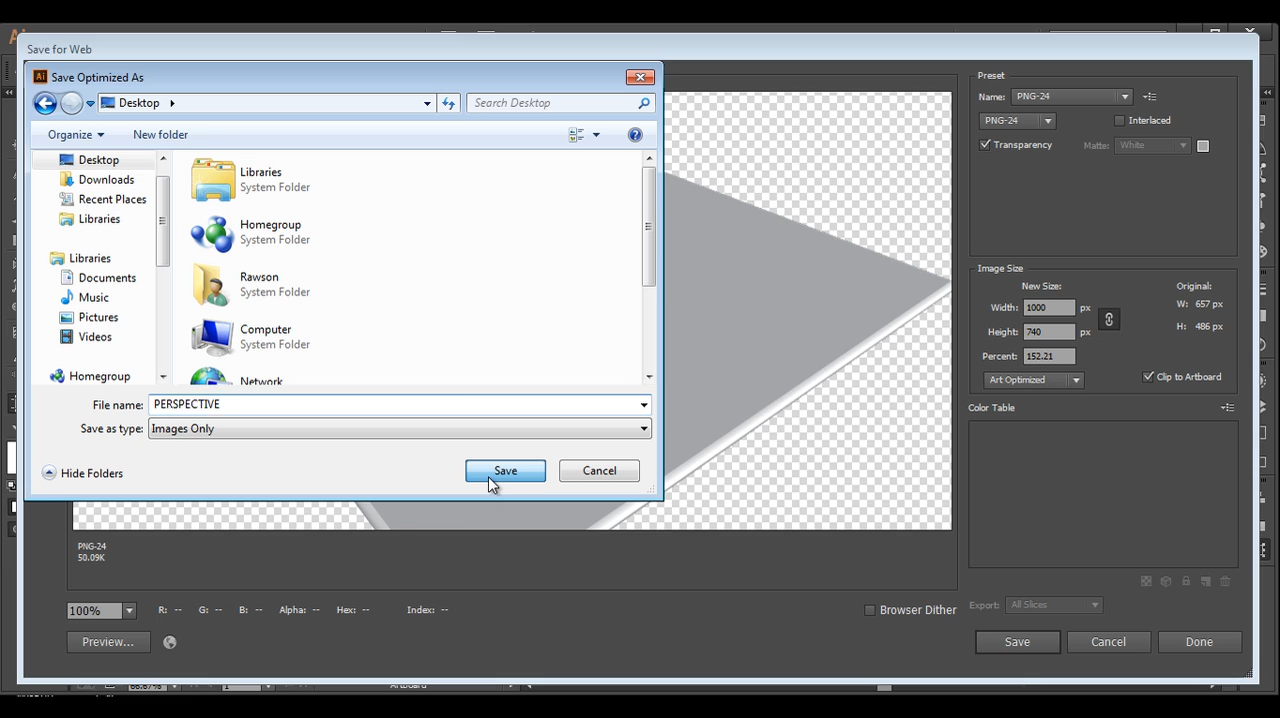 Ai
Save for Web
Ai Save Optimized As
Desktop
Search Desktop
Organize
New folder
Desktop
Downloads
Recent Places
Libraries
Libraries
Documents
Music
Pictures
Videos
Homegroup
Libraries
System Folder
Homegroup
System Folder
Rawson
System Folder
Computer
System Folder
Network
File name: PERSPECTIVE
Save as type: Images Only
Hide Folders
Save
Cancel
Preset
Name: PNG-24
PNG-24
Interlaced
Transparency
Matte: White
Image Size
New Size:
Original:
Width: 1000 px
W: 657 px
Height: 740 px
H: 486 px
Percent: 152.21
Art Optimized
Clip to Artboard
Color Table
PNG-24
50.09K
100%
R: --
G: --
B: --
Alpha: --
Hex: --
Index: --
Browser Dither
Export: All Slices
Preview...
Save
Cancel
Done